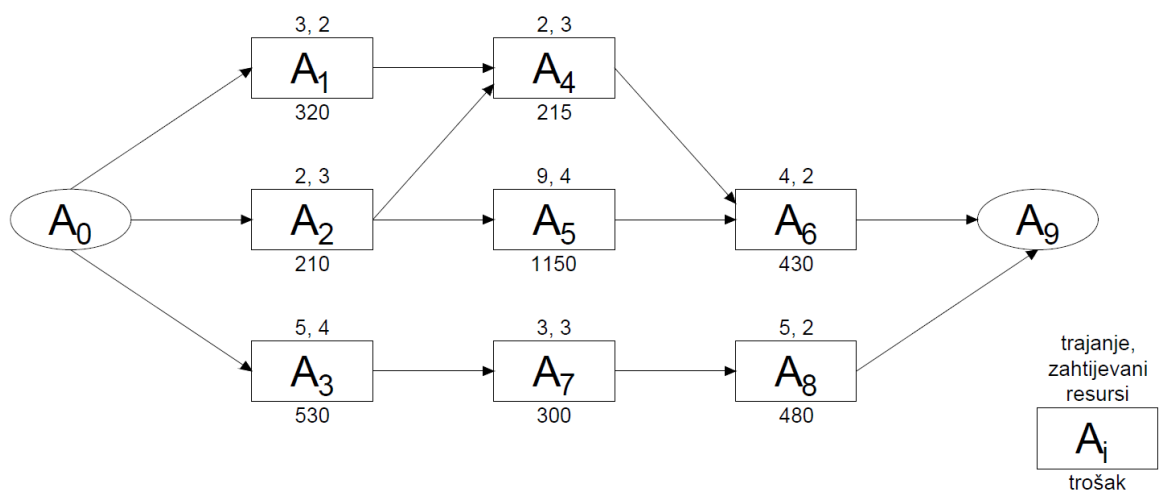 3, 2
A1
320
2, 3
A4
215
A0
2, 3
A2
210
9, 4
A5
1150
4, 2
A6
430
A9
5, 4
A3
530
3, 3
A7
300
5, 2
A8
480
trajanje,
zahtijevani
resursi
Ai
trošak